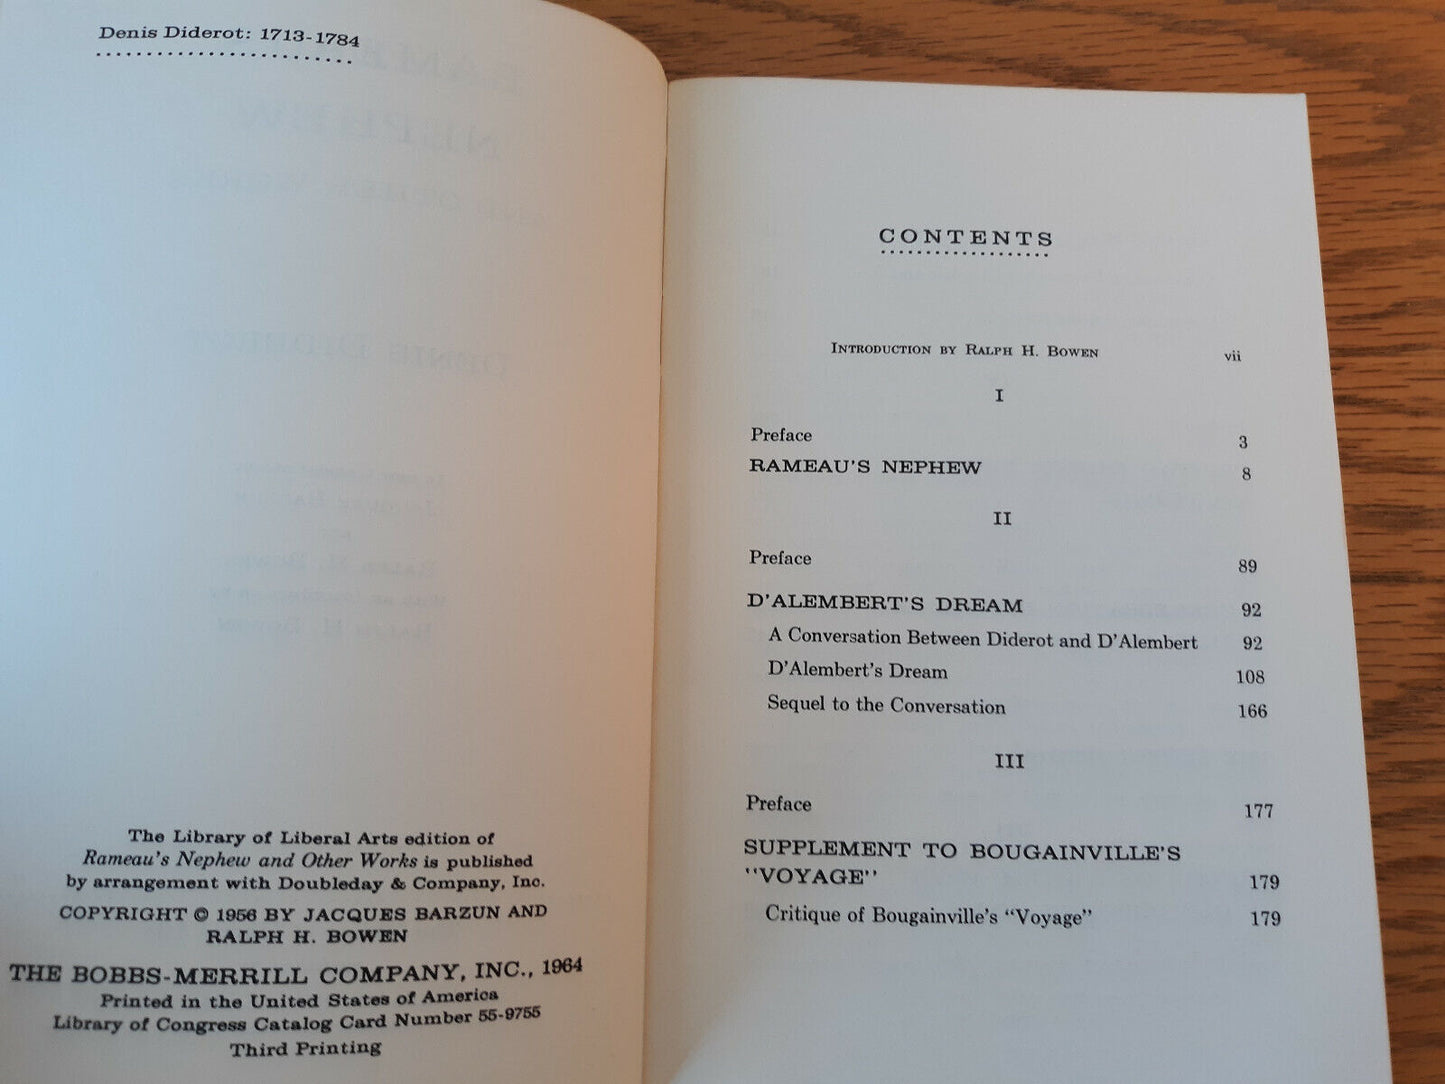 Denis Diderot: 1713-1784
The Library of Liberal Arts edition of
Rameau's Nephew and Other Works is published
by arrangement with Doubleday & Company, Inc.
COPYRIGHT © 1956 BY JACQUES BARZUN AND
RALPH H. BOWEN
THE BOBBS-MERRILL COMPANY, INC., 1964
Printed in the United States of America
Library of Congress Catalog Card Number 55-9755
Third Printing
CONTENTS
INTRODUCTION BY RALPH H. BOWEN vii
I
Preface 3
RAMEAU'S NEPHEW 8
II
Preface 89
D'ALEMBERT'S DREAM 92
A Conversation Between Diderot and D'Alembert 92
D'Alembert's Dream 108
Sequel to the Conversation 166
III
Preface 177
SUPPLEMENT TO BOUGAINVILLE'S
"VOYAGE" 179
Critique of Bougainville's "Voyage" 179